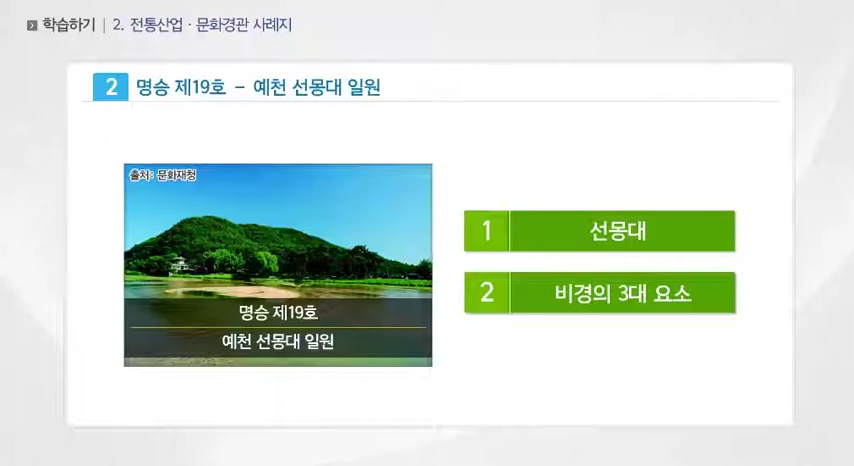 학습하기 | 2. 전통산업 · 문화경관 사례지
2 명승 제19호 - 예천 선몽대 일원
출처: 문화재청
명승 제19호
예천 선몽대 일원
1 선몽대
2 비경의 3대 요소